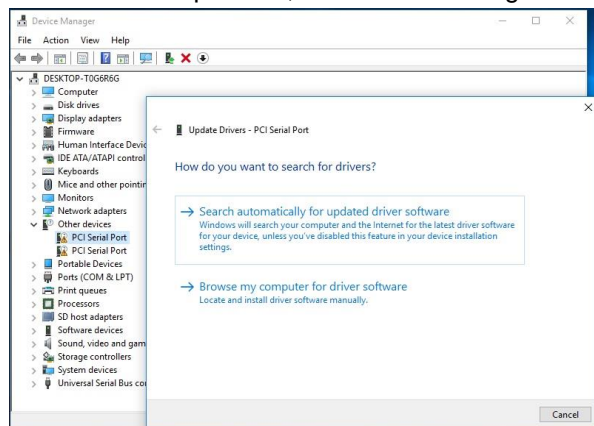 Device Manager
File Action View Help
DESKTOP-T0G6R6G
Computer
Disk drives
Display adapters
Firmware
Human Interface Devic
IDE ATA/ATAPI control
Keyboards
Mice and other pointin
Monitors
Network adapters
Other devices
PCI Serial Port
PCI Serial Port
Portable Devices
Ports (COM & LPT)
Print queues
Processors
SD host adapters
Software devices
Sound, video and gam
Storage controllers
System devices
Universal Serial Bus co
Update Drivers - PCI Serial Port
How do you want to search for drivers?
Search automatically for updated driver software
Windows will search your computer and the Internet for the latest driver software
for your device, unless you've disabled this feature in your device installation
settings.
Browse my computer for driver software
Locate and install driver software manually.
Cancel